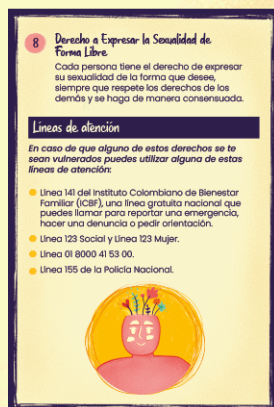 8 Derecho a Expresar la Sexualidad de
Forma Libre
Cada persona tiene el derecho de expresar
su sexualidad de la forma que desee,
siempre que respete los derechos de los
demás y se haga de manera consensuada.
Líneas de atención
En caso de que alguno de estos derechos se te
sean vulnerados puedes utilizar alguna de estas
líneas de atención:
Línea 141 del Instituto Colombiano de Bienestar
Familiar (ICBF), una línea gratuita nacional que
puedes llamar para reportar una emergencia,
hacer una denuncia o pedir orientación.
Línea 123 Social y Línea 123 Mujer.
Línea 01 8000 41 53 00.
Línea 155 de la Policía Nacional.